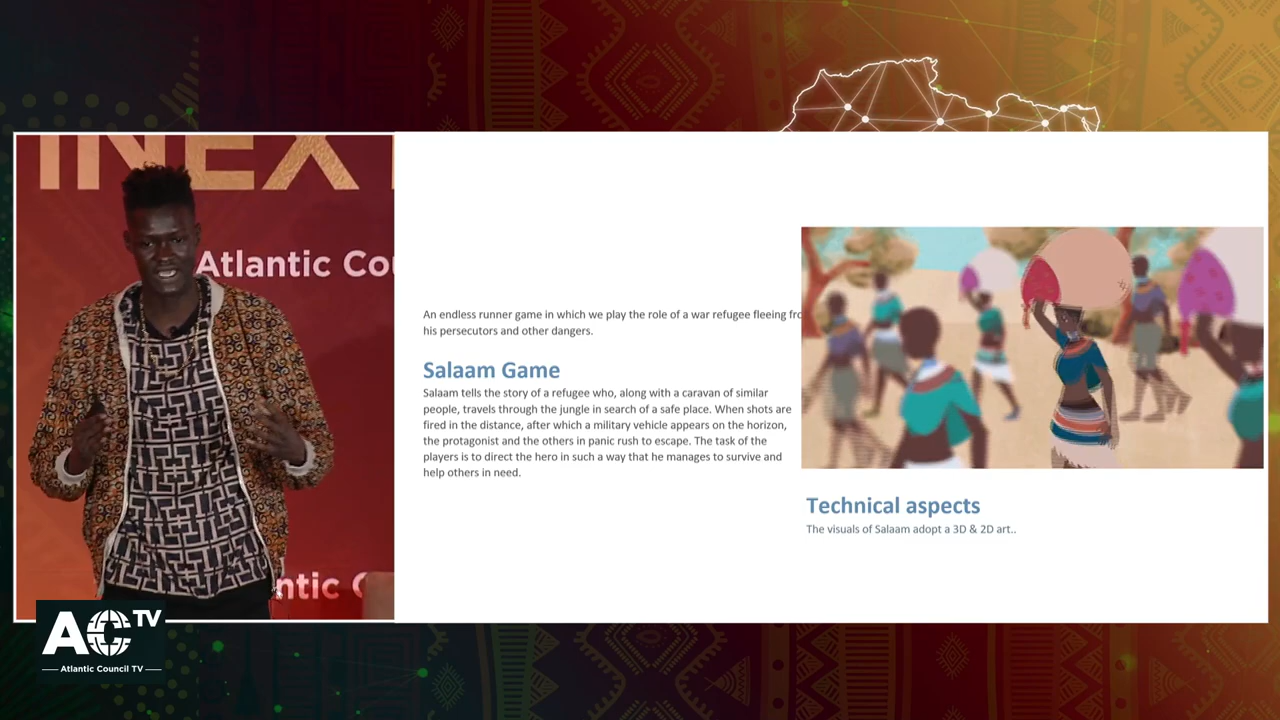 INEX
Atlantic Cou
ntic C
An endless runner game in which we play the role of a war refugee fleeing fro
his persecutors and other dangers.
Salaam Game
Salaam tells the story of a refugee who, along with a caravan of similar
people, travels through the jungle in search of a safe place. When shots are
fired in the distance, after which a military vehicle appears on the horizon,
the protagonist and the others in panic rush to escape. The task of the
players is to direct the hero in such a way that he manages to survive and
help others in need.
Technical aspects
The visuals of Salaam adopt a 3D & 2D art..
AC TV
Atlantic Council TV